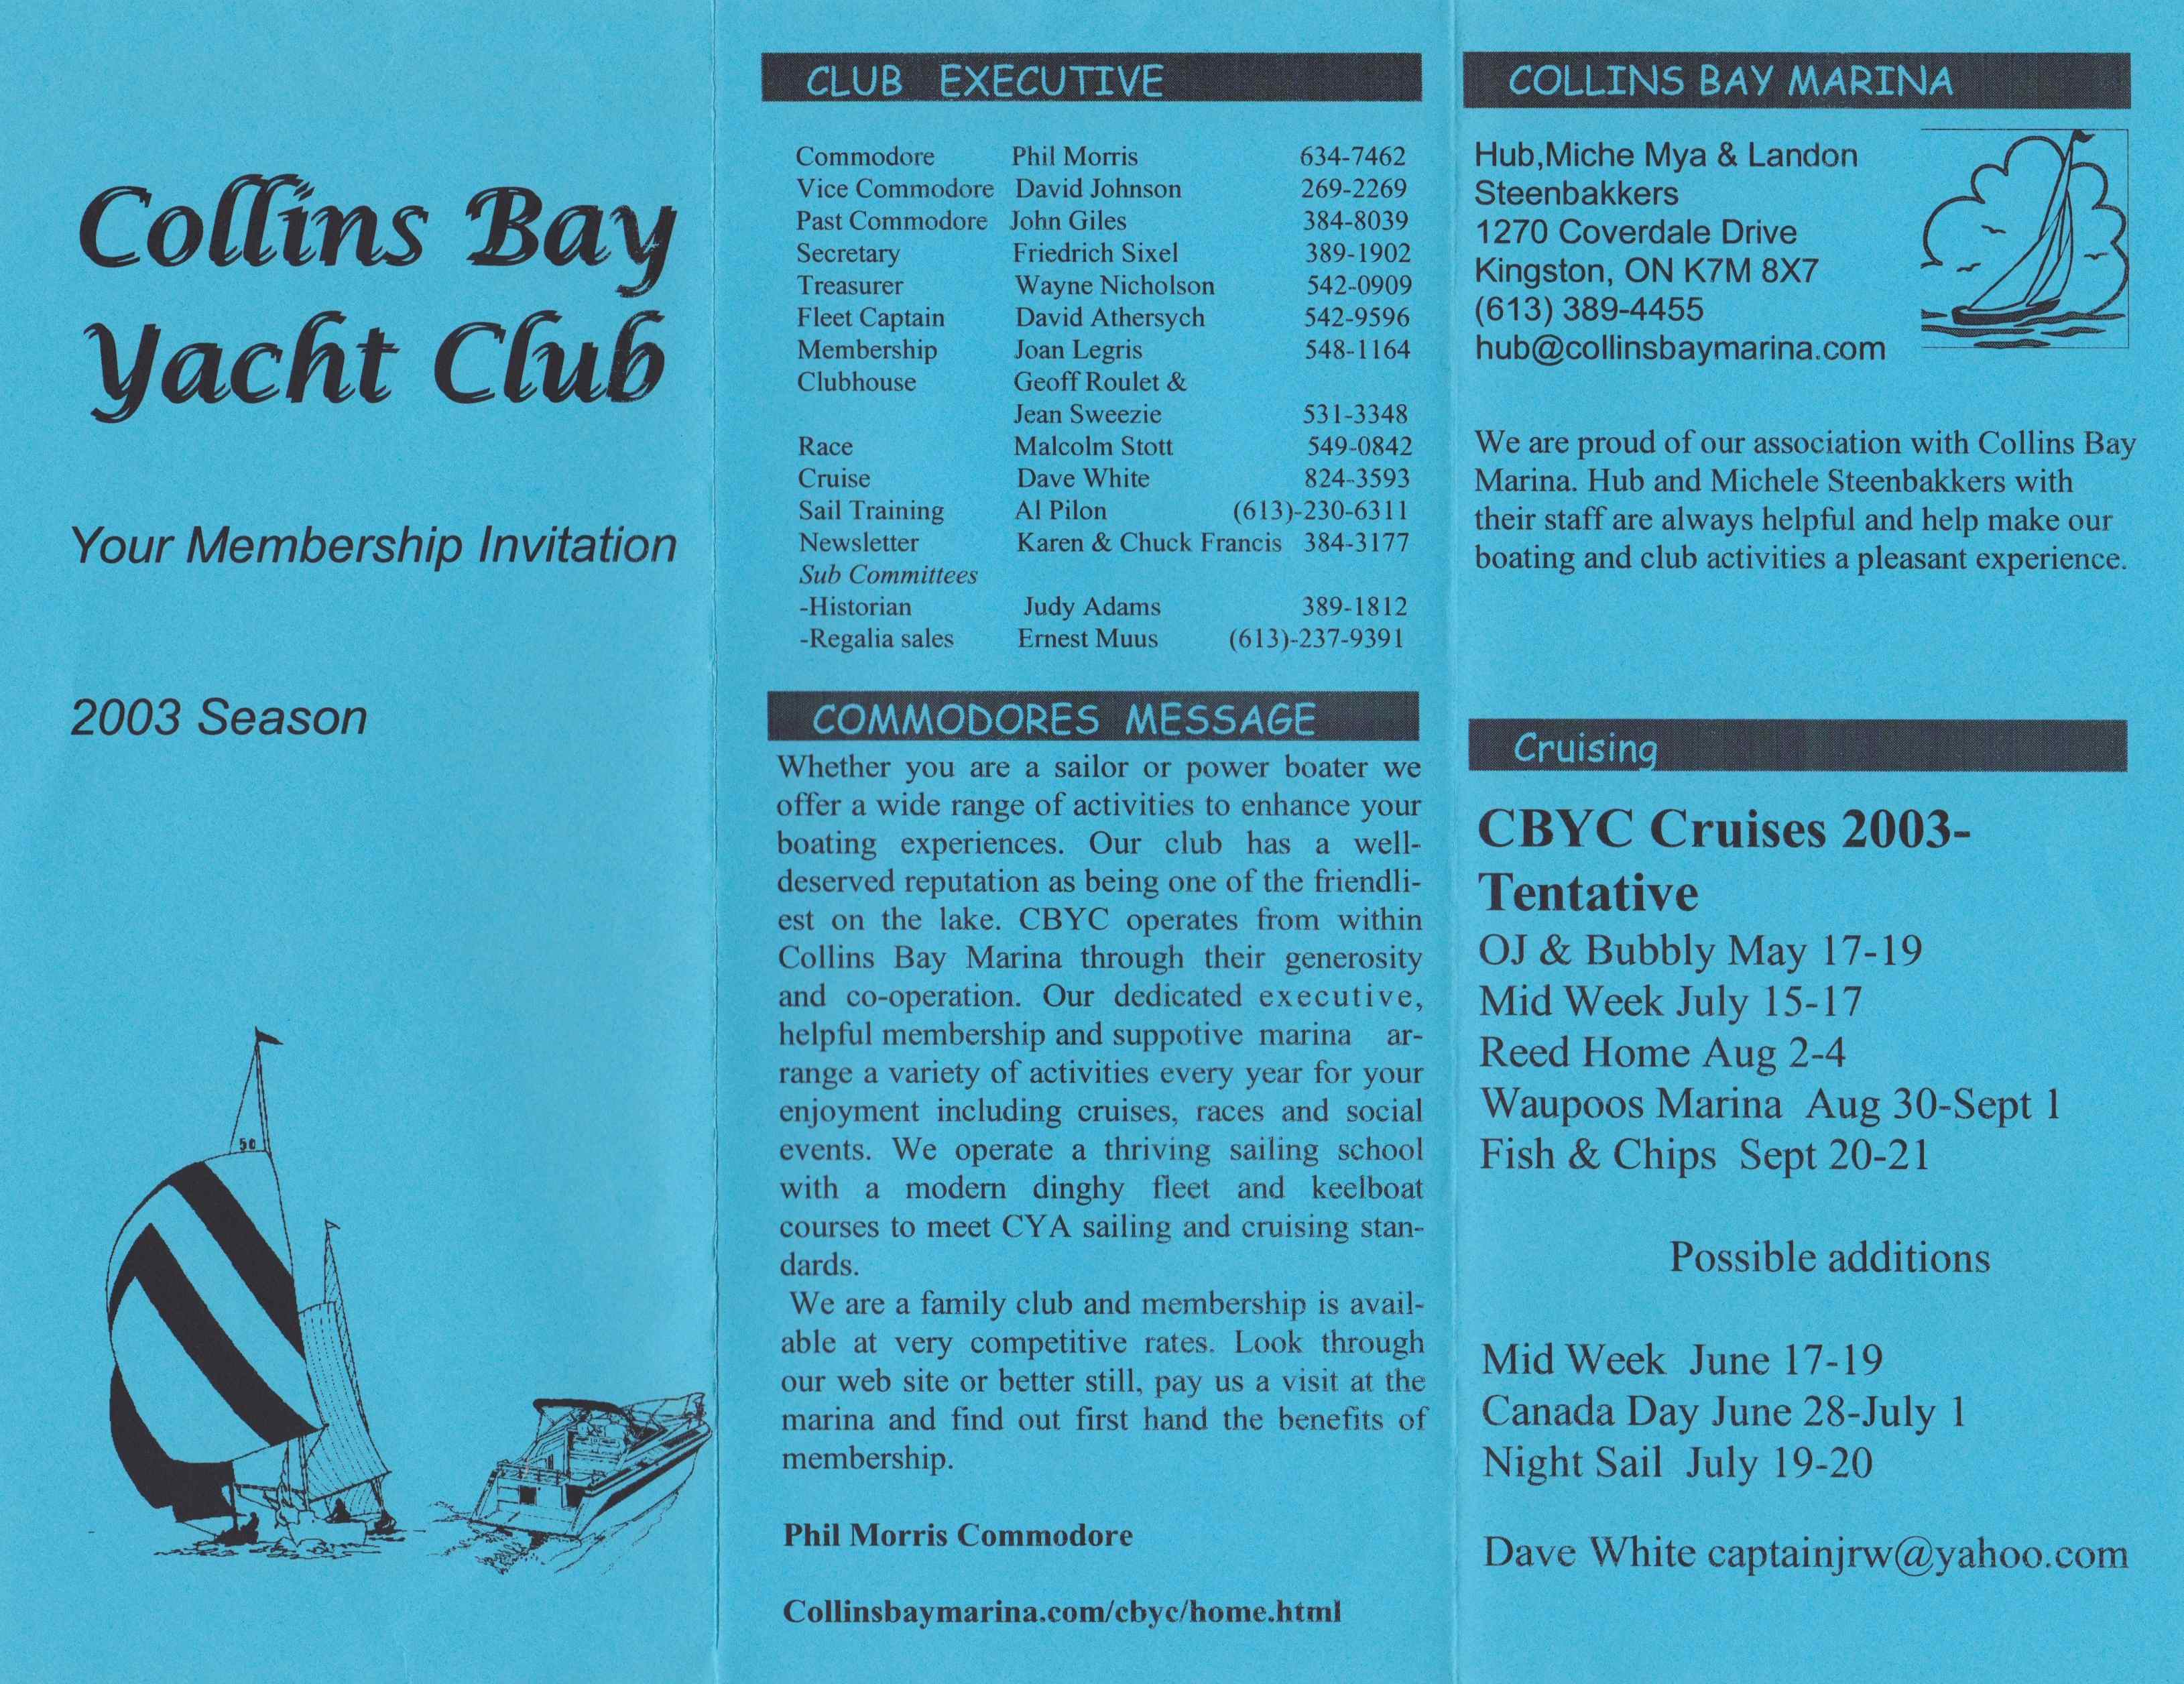 Collins Bay
Yacht Club
Your Membership Invitation
2003 Season
50
CLUB EXECUTIVE
Commodore Phil Morris 634-7462
Vice Commodore David Johnson 269-2269
Past Commodore John Giles 384-8039
Secretary Friedrich Sixel 389-1902
Treasurer Wayne Nicholson 542-0909
Fleet Captain David Athersych 542-9596
Membership Joan Legris 548-1164
Clubhouse Geoff Roulet &
Jean Sweezie 531-3348
Race Malcolm Stott 549-0842
Cruise Dave White 824-3593
Sail Training Al Pilon (613)-230-6311
Newsletter Karen & Chuck Francis 384-3177
Sub Committees
-Historian Judy Adams 389-1812
-Regalia sales Ernest Muus (613)-237-9391
COMMODORES MESSAGE
Whether you are a sailor or power boater we
offer a wide range of activities to enhance your
boating experiences. Our club has a well-
deserved reputation as being one of the friendli-
est on the lake. CBYC operates from within
Collins Bay Marina through their generosity
and co-operation. Our dedicated executive,
helpful membership and suppotive marina ar-
range a variety of activities every year for your
enjoyment including cruises, races and social
events. We operate a thriving sailing school
with a modern dinghy fleet and keelboat
courses to meet CYA sailing and cruising stan-
dards.
We are a family club and membership is avail-
able at very competitive rates. Look through
our web site or better still, pay us a visit at the
marina and find out first hand the benefits of
membership.
Phil Morris Commodore
Collinsbaymarina.com/cbyc/home.html
COLLINS BAY MARINA
Hub,Miche Mya & Landon
Steenbakkers
1270 Coverdale Drive
Kingston, ON K7M 8X7
(613) 389-4455
hub@collinsbaymarina.com
We are proud of our association with Collins Bay
Marina. Hub and Michele Steenbakkers with
their staff are always helpful and help make our
boating and club activities a pleasant experience.
Cruising
CBYC Cruises 2003-
Tentative
OJ & Bubbly May 17-19
Mid Week July 15-17
Reed Home Aug 2-4
Waupoos Marina Aug 30-Sept 1
Fish & Chips Sept 20-21
Possible additions
Mid Week June 17-19
Canada Day June 28-July 1
Night Sail July 19-20
Dave White captainjrw@yahoo.com